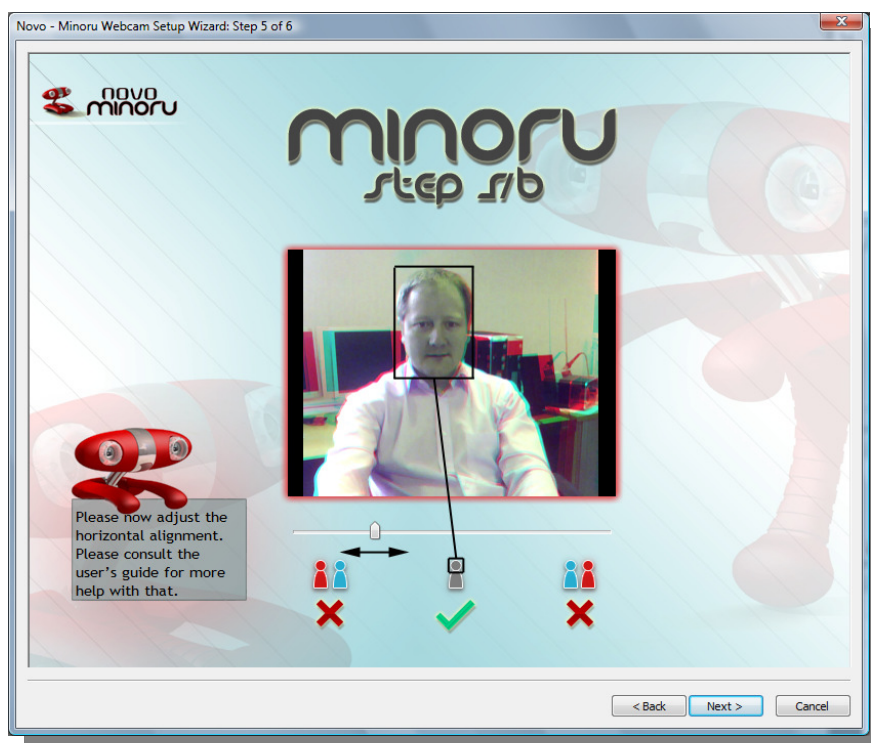 Novo - Minoru Webcam Setup Wizard: Step 5 of 6
novo
minoru
minoru
step 5/6
Please now adjust the
horizontal alignment.
Please consult the
user's guide for more
help with that.
< Back
Next >
Cancel